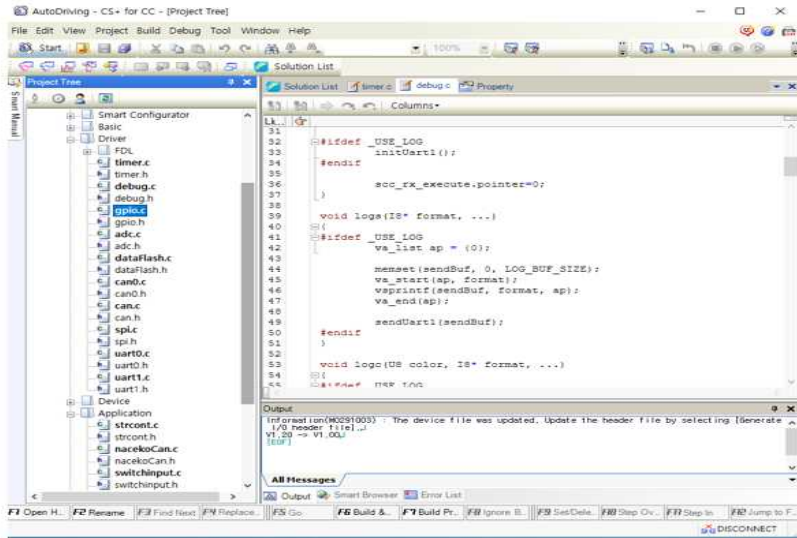 AutoDriving - CS+ for CC - [Project Tree]
File Edit View Project Build Debug Tool Window Help
Start 100%
Solution List
Project Tree
Smart Manual
Smart Configurator
Basic
Driver
FDL
timer.c
timer.h
debug.c
debug.h
gpio.c
gpio.h
adc.c
adc.h
dataFlash.c
dataFlash.h
can0.c
can0.h
can.c
can.h
spi.c
spi.h
uart0.c
uart0.h
uart1.c
uart1.h
Device
Application
strcont.c
strcont.h
nacekoCan.c
nacekoCan.h
switchinput.c
switchinput.h
Solution List timer.c debug.c Property
Columns
31
32 #ifdef _USE_LOG
33 initUart1();
34 #endif
35
36 scc_rx_execute.pointer=0;
37 }
38
39 void logs(I8* format, ...)
40 {
41 #ifdef _USE_LOG
42 va_list ap = {0};
43
44 memset(sendBuf, 0, LOG_BUF_SIZE);
45 va_start(ap, format);
46 vsprintf(sendBuf, format, ap);
47 va_end(ap);
48
49 sendUart1(sendBuf);
50 #endif
51 }
52
53 void logc(U8 color, I8* format, ...)
54 {
55 #ifdef _USE_LOG
Output
Information(M0291003) : The device file was updated. Update the header file by selecting [Generate
I/O header file].
V1.20 -> V1.00
[EOF]
All Messages
Output Smart Browser Error List
F1 Open H... F2 Rename F3 Find Next F4 Replace... F5 Go F6 Build &... F7 Build Pr... F8 Ignore B... F9 Set/Dele... F10 Step Ov... F11 Step In F12 Jump to F...
DISCONNECT